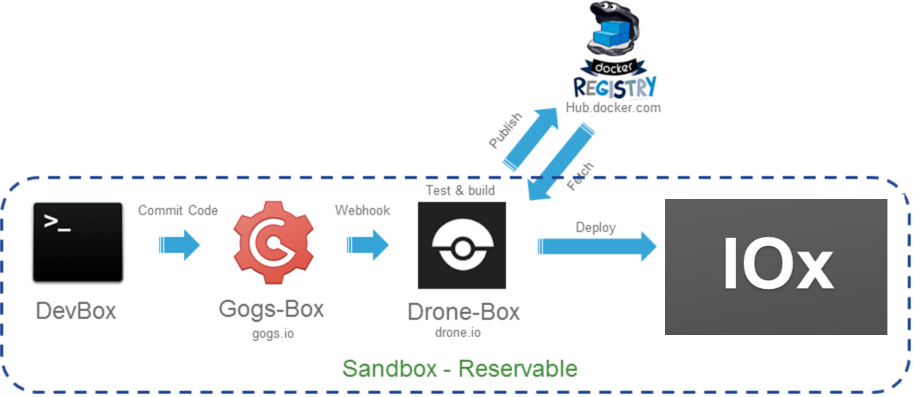 docker
REGISTRY
Hub.docker.com
Publish
Fetch
Test & build
Commit Code
Webhook
Deploy
>_
IOx
DevBox
Gogs-Box
gogs.io
Drone-Box
drone.io
Sandbox - Reservable